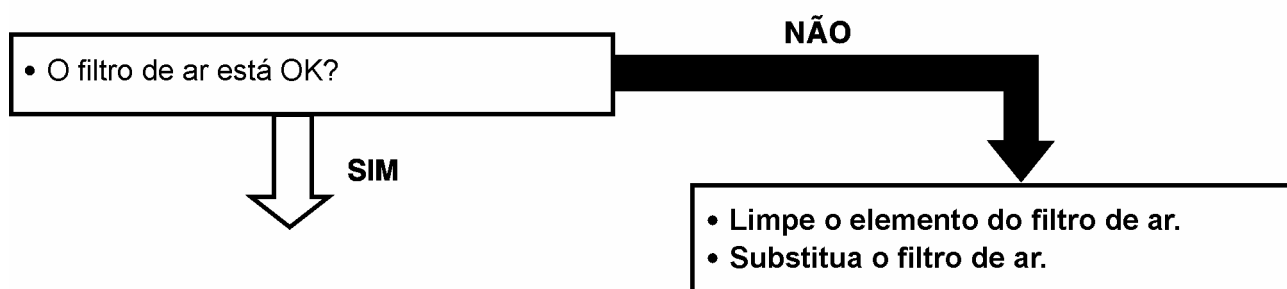 NÃO
• O filtro de ar está OK?
SIM
• Limpe o elemento do filtro de ar.
• Substitua o filtro de ar.